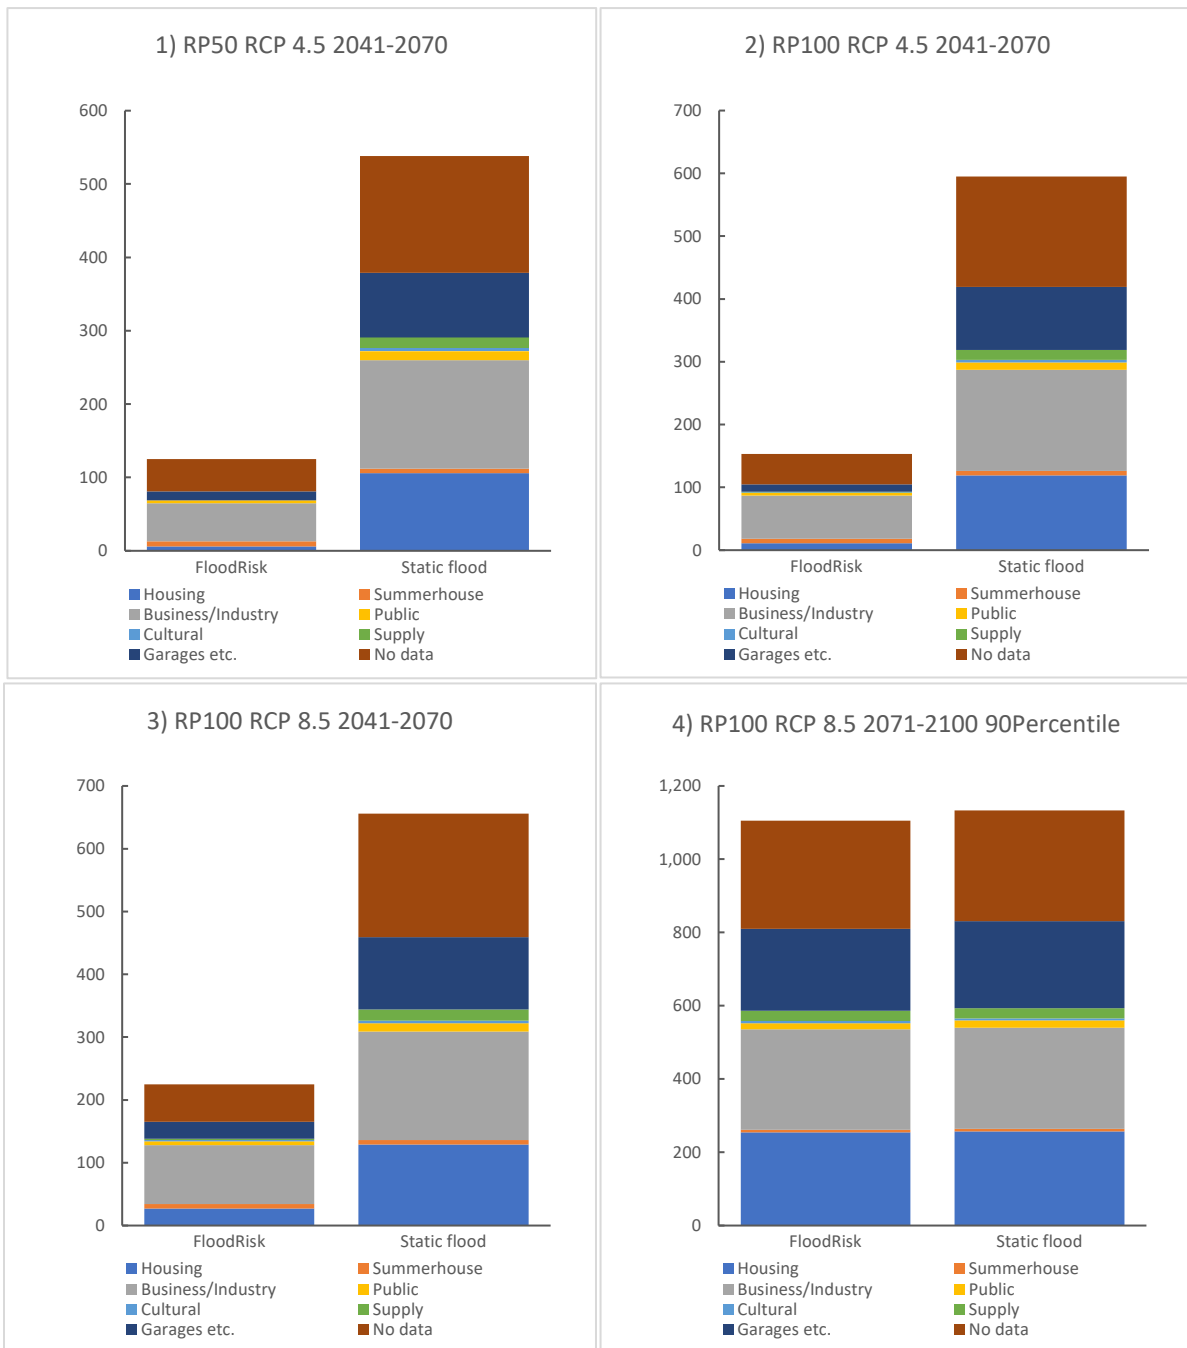 1) RP50 RCP 4.5 2041-2070
600
500
400
300
200
100
0
FloodRisk Static flood
Housing Summerhouse
Business/Industry Public
Cultural Supply
Garages etc. No data
2) RP100 RCP 4.5 2041-2070
700
600
500
400
300
200
100
0
FloodRisk Static flood
Housing Summerhouse
Business/Industry Public
Cultural Supply
Garages etc. No data
3) RP100 RCP 8.5 2041-2070
700
600
500
400
300
200
100
0
FloodRisk Static flood
Housing Summerhouse
Business/Industry Public
Cultural Supply
Garages etc. No data
4) RP100 RCP 8.5 2071-2100 90Percentile
1,200
1,000
800
600
400
200
0
FloodRisk Static flood
Housing Summerhouse
Business/Industry Public
Cultural Supply
Garages etc. No data